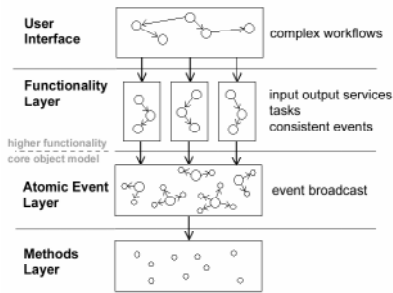 User
Interface
complex workflows
Functionality
Layer
input output services
tasks
consistent events
higher functionality
core object model
Atomic Event
Layer
event broadcast
Methods
Layer